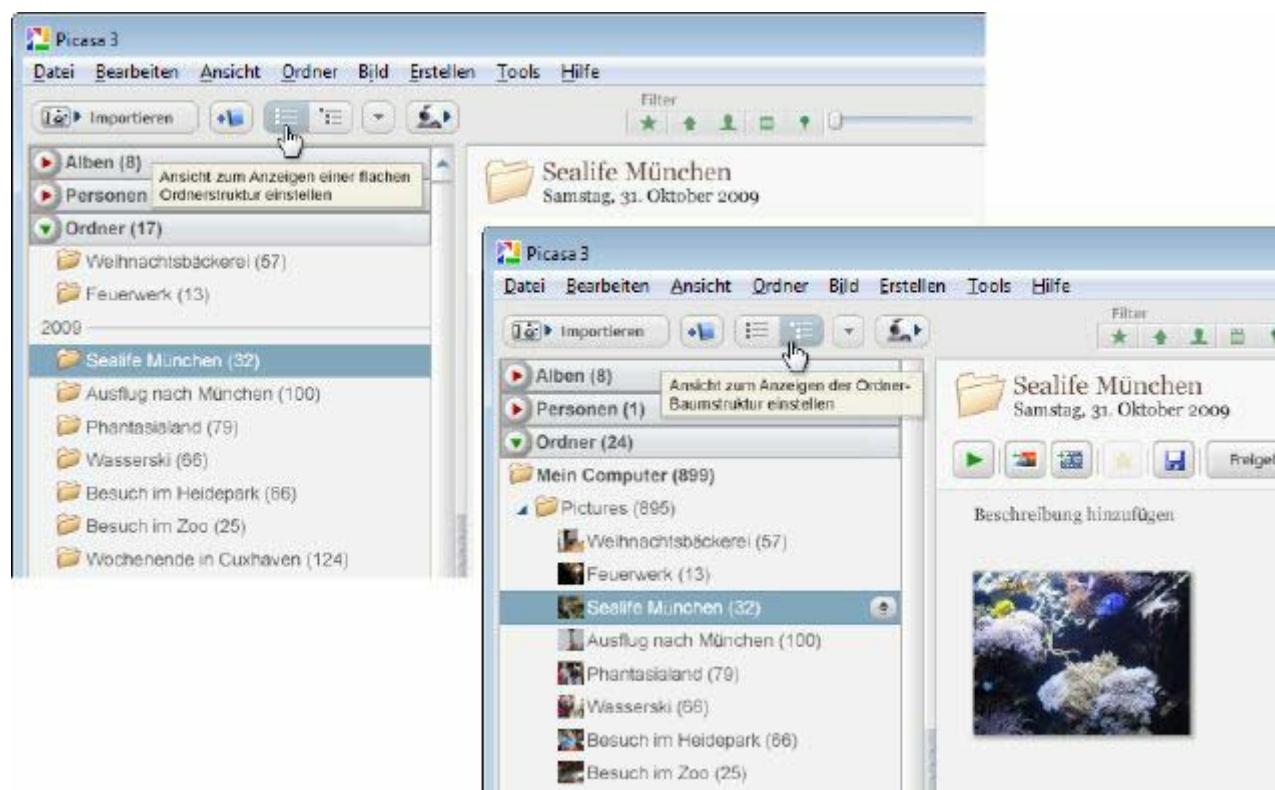 Picasa 3
Datei Bearbeiten Ansicht Ordner Bild Erstellen Tools Hilfe
Importieren
Filter
Alben (8)
Ansicht zum Anzeigen einer flachen
Ordnerstruktur einstellen
Personen
Ordner (17)
Weihnachtsbäckerei (57)
Feuerwerk (13)
2009
Sealife München (32)
Ausflug nach München (100)
Phantasialand (79)
Wasserski (66)
Besuch im Heidepark (66)
Besuch im Zoo (25)
Wochenende in Cuxhaven (124)
Sealife München
Samstag, 31. Oktober 2009
Picasa 3
Datei Bearbeiten Ansicht Ordner Bild Erstellen Tools Hilfe
Importieren
Filter
Alben (8)
Ansicht zum Anzeigen der Ordner-
Baumstruktur einstellen
Personen (1)
Ordner (24)
Mein Computer (899)
Pictures (895)
Weihnachtsbäckerei (57)
Feuerwerk (13)
Sealife München (32)
Ausflug nach München (100)
Phantasialand (79)
Wasserski (66)
Besuch im Heidepark (66)
Besuch im Zoo (25)
Sealife München
Samstag, 31. Oktober 2009
Beschreibung hinzufügen